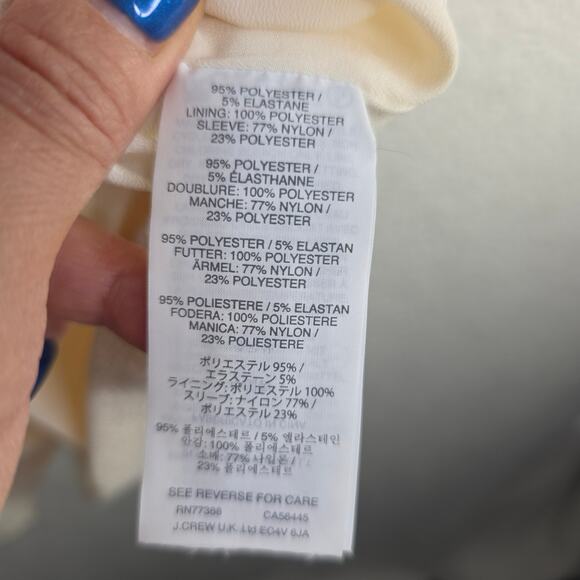 95% POLYESTER /
5% ELASTANE
LINING: 100% POLYESTER
SLEEVE: 77% NYLON /
23% POLYESTER
95% POLYESTER /
5% ÉLASTHANNE
DOUBLURE: 100% POLYESTER
MANCHE: 77% NYLON /
23% POLYESTER
95% POLYESTER / 5% ELASTAN
FUTTER: 100% POLYESTER
ÄRMEL: 77% NYLON /
23% POLYESTER
95% POLIESTERE / 5% ELASTAN
FODERA: 100% POLIESTERE
MANICA: 77% NYLON /
23% POLIESTERE
ポリエステル 95% /
エラステーン 5%
ライニング: ポリエステル 100%
スリーブ: ナイロン 77% /
ポリエステル 23%
95% 폴리에스테르 / 5% 엘라스테인
안감: 100% 폴리에스테르
소매: 77% 나일론 /
23% 폴리에스테르
SEE REVERSE FOR CARE
RN77388 CA56445
J.CREW U.K. Ltd EC4V 6JA